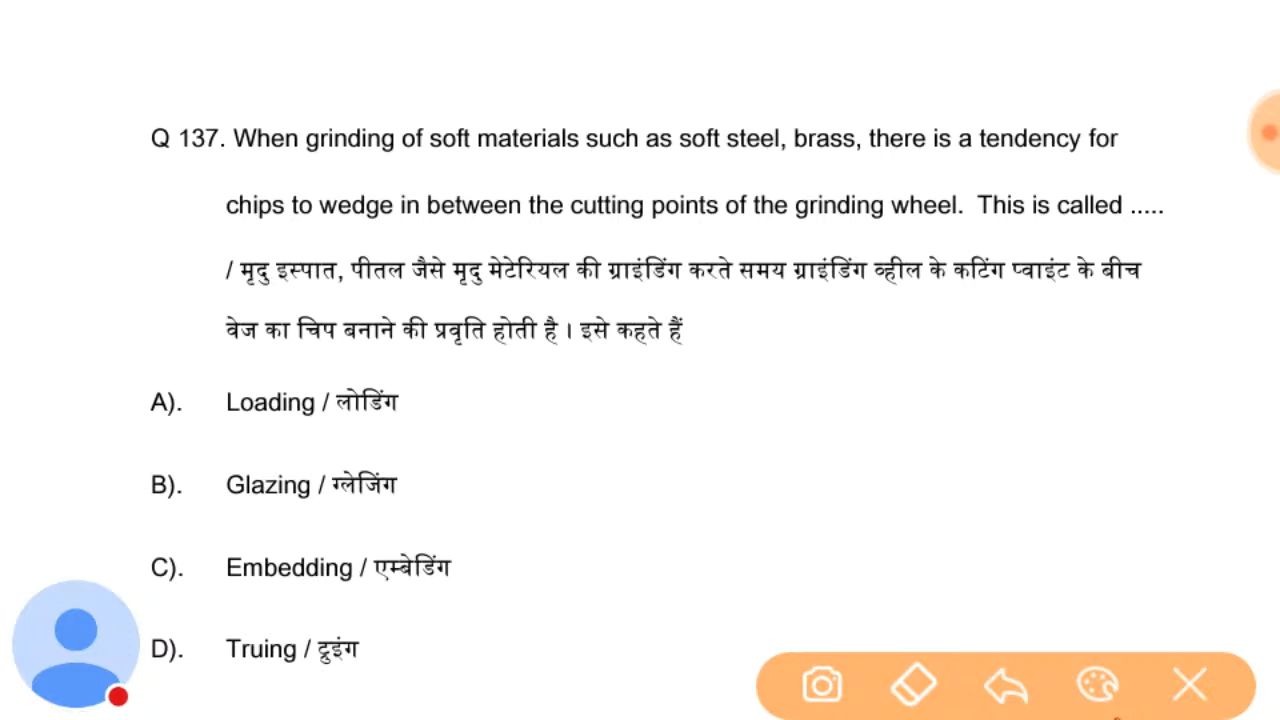 Q 137. When grinding of soft materials such as soft steel, brass, there is a tendency for
chips to wedge in between the cutting points of the grinding wheel. This is called .....
/ मृदु इस्पात, पीतल जैसे मृदु मेटेरियल की ग्राइंडिंग करते समय ग्राइंडिंग व्हील के कटिंग प्वाइंट के बीच
वेज का चिप बनाने की प्रवृति होती है । इसे कहते हैं
A). Loading / लोडिंग
B). Glazing / ग्लेजिंग
C). Embedding / एम्बेडिंग
D). Truing / ट्रुइंग